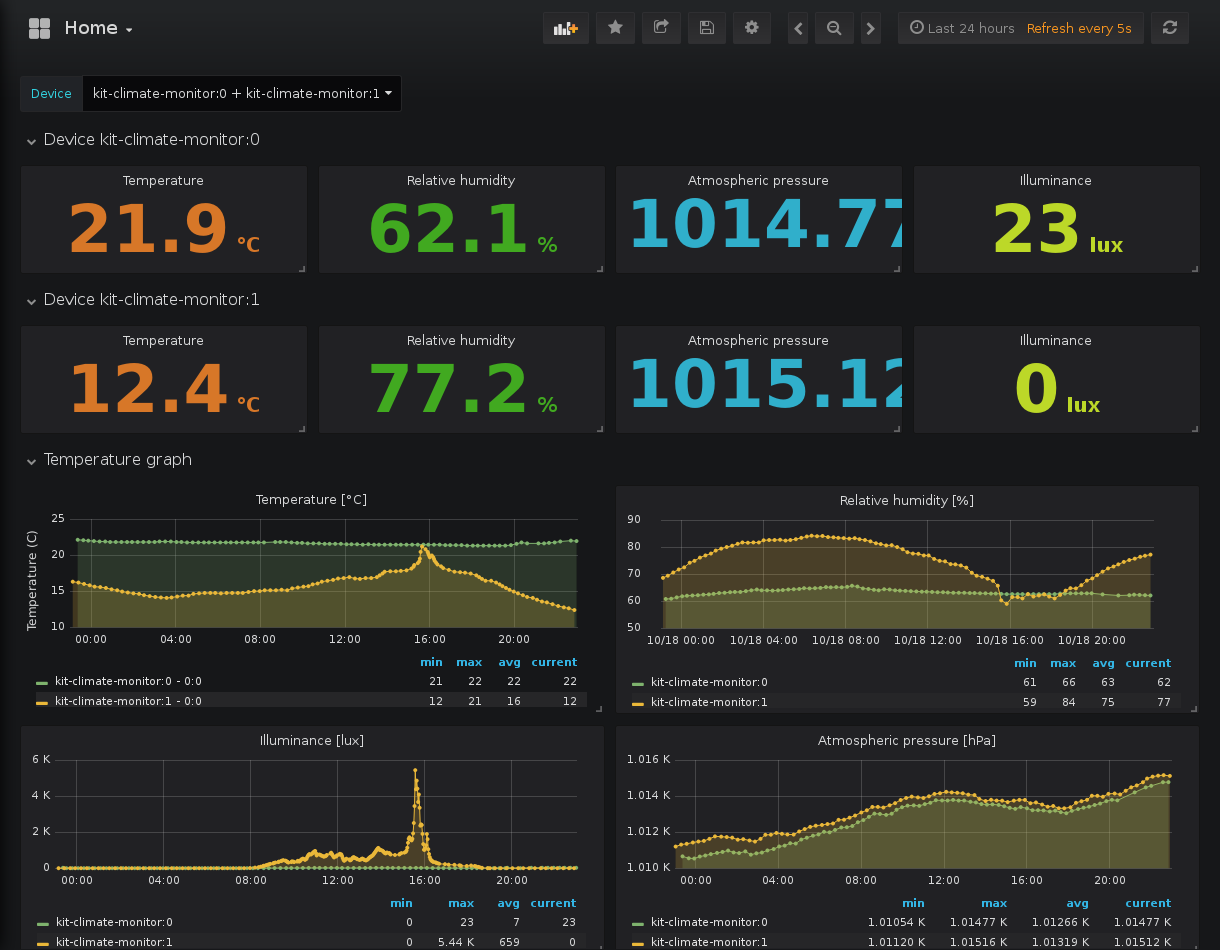 Home
Last 24 hours Refresh every 5s
Device kit-climate-monitor:0 + kit-climate-monitor:1
Device kit-climate-monitor:0
Temperature Relative humidity Atmospheric pressure Illuminance
21.9 °C 62.1 % 1014.77 23 lux
Device kit-climate-monitor:1
Temperature Relative humidity Atmospheric pressure Illuminance
12.4 °C 77.2 % 1015.12 0 lux
Temperature graph
Temperature [°C]
Temperature (C)
25
20
15
10
00:00 04:00 08:00 12:00 16:00 20:00
min max avg current
kit-climate-monitor:0 - 0:0 21 22 22 22
kit-climate-monitor:1 - 0:0 12 21 16 12
Relative humidity [%]
90
80
70
60
50
10/18 00:00 10/18 04:00 10/18 08:00 10/18 12:00 10/18 16:00 10/18 20:00
min max avg current
kit-climate-monitor:0 61 66 63 62
kit-climate-monitor:1 59 84 75 77
Illuminance [lux]
6 K
4 K
2 K
0
00:00 04:00 08:00 12:00 16:00 20:00
min max avg current
kit-climate-monitor:0 0 23 7 23
kit-climate-monitor:1 0 5.44 K 659 0
Atmospheric pressure [hPa]
1.016 K
1.014 K
1.012 K
1.010 K
00:00 04:00 08:00 12:00 16:00 20:00
min max avg current
kit-climate-monitor:0 1.01054 K 1.01477 K 1.01266 K 1.01477 K
kit-climate-monitor:1 1.01120 K 1.01516 K 1.01319 K 1.01512 K